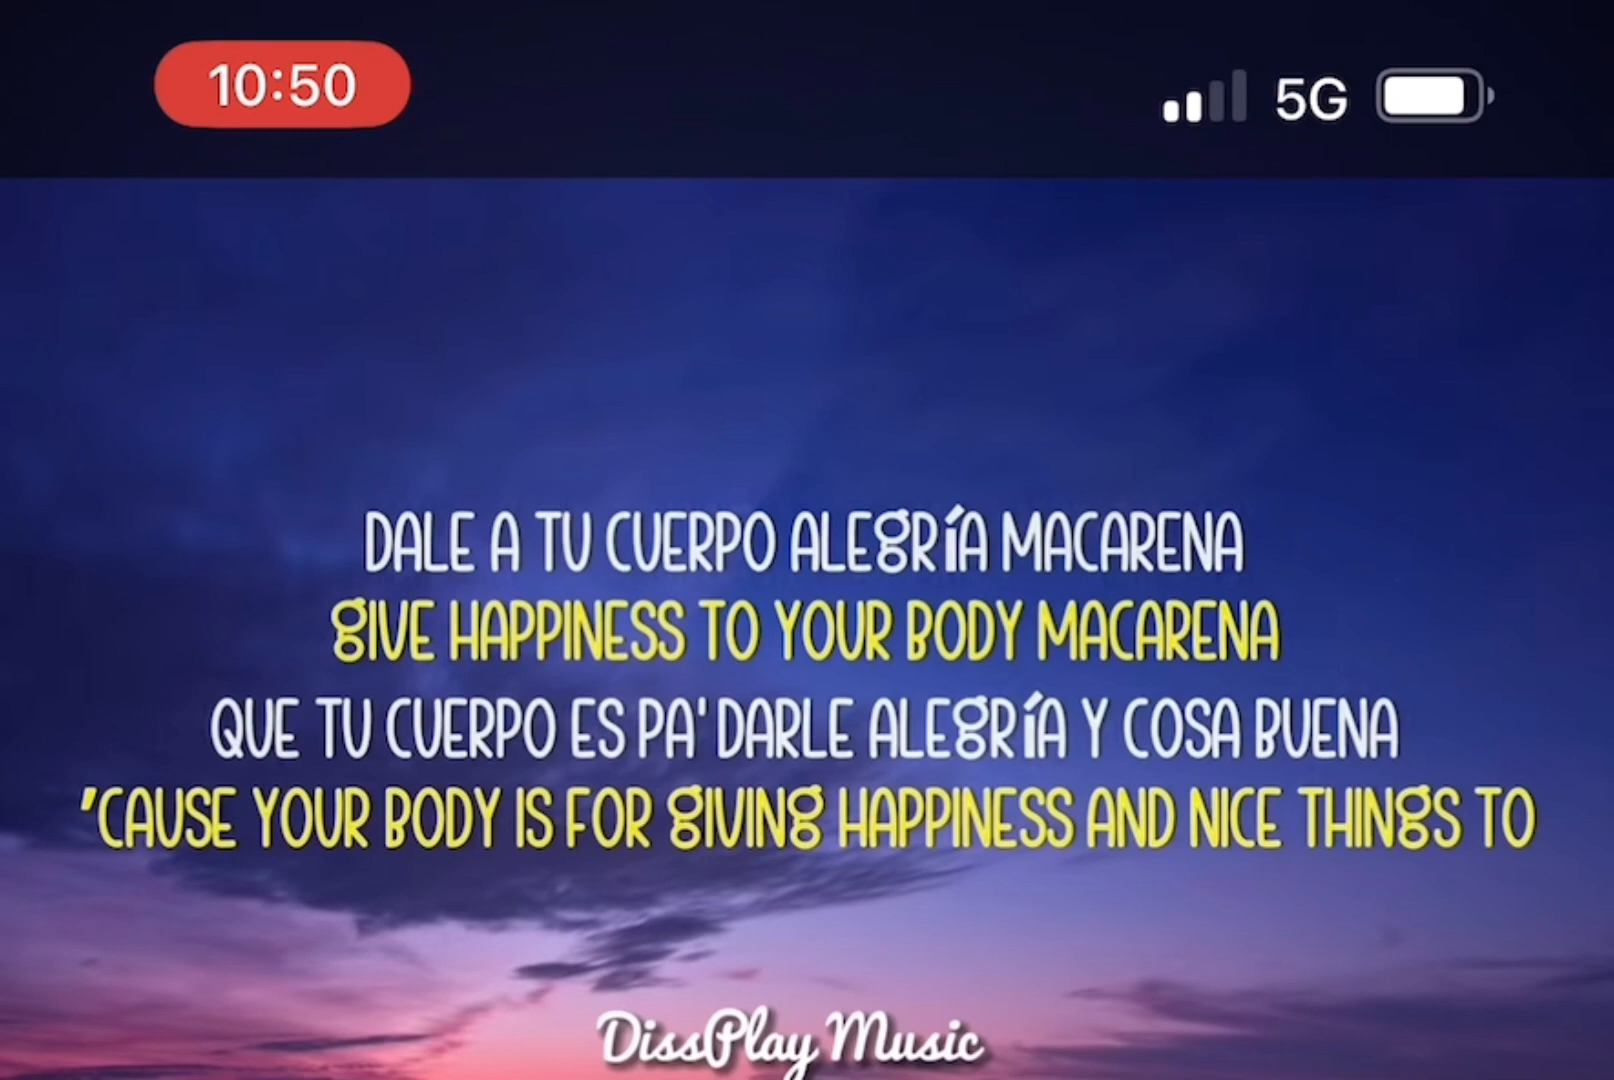 10:50
5G
DALE A TU CUERPO ALEGRÍA MACARENA
GIVE HAPPINESS TO YOUR BODY MACARENA
QUE TU CUERPO ES PA' DARLE ALEGRÍA Y COSA BUENA
'CAUSE YOUR BODY IS FOR GIVING HAPPINESS AND NICE THINGS TO
DissPlay Music